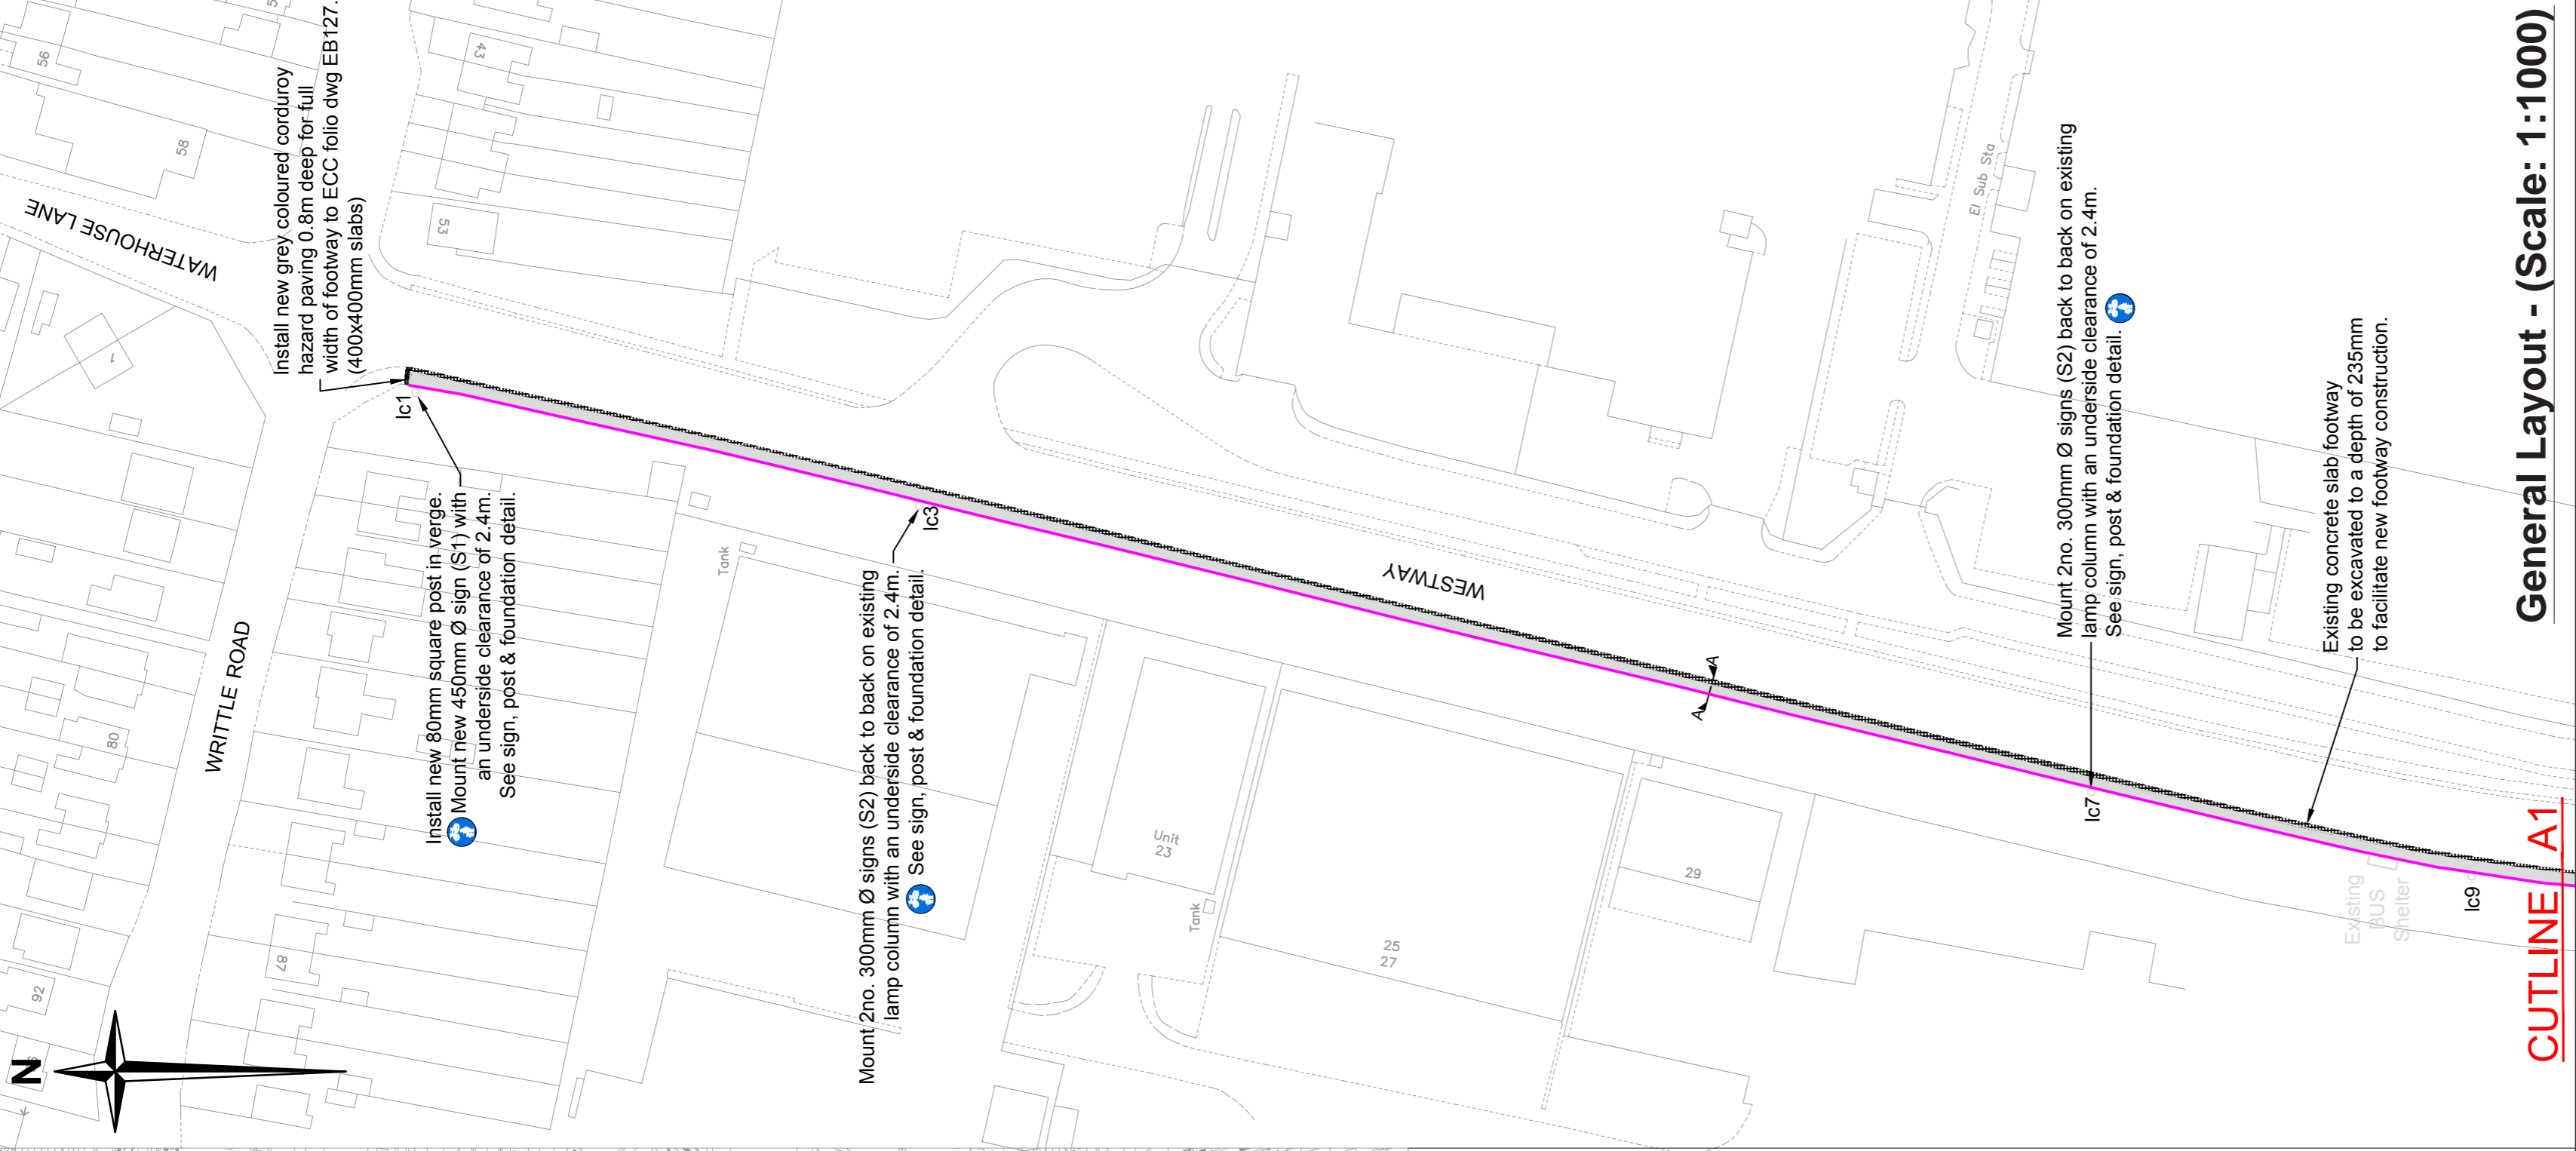 WATERHOUSE LANE
WRITTLE ROAD
WESTWAY
Install new grey coloured corduroy
hazard paving 0.8m deep for full
width of footway to ECC folio dwg EB127.
(400x400mm slabs)
lc1
Install new 80mm square post in verge.
Mount new 450mm Ø sign (S1) with
an underside clearance of 2.4m.
See sign, post & foundation detail.
lc3
Mount 2no. 300mm Ø signs (S2) back to back on existing
lamp column with an underside clearance of 2.4m.
See sign, post & foundation detail.
A
A
lc7
Mount 2no. 300mm Ø signs (S2) back to back on existing
lamp column with an underside clearance of 2.4m.
See sign, post & foundation detail.
Existing concrete slab footway
to be excavated to a depth of 235mm
to facilitate new footway construction.
lc9
Existing
BUS
Shelter
N
56
58
43
53
1
80
92
87
Tank
Tank
Unit
23
25
27
29
El Sub Sta
CUTLINE A1
General Layout - (Scale: 1:1000)